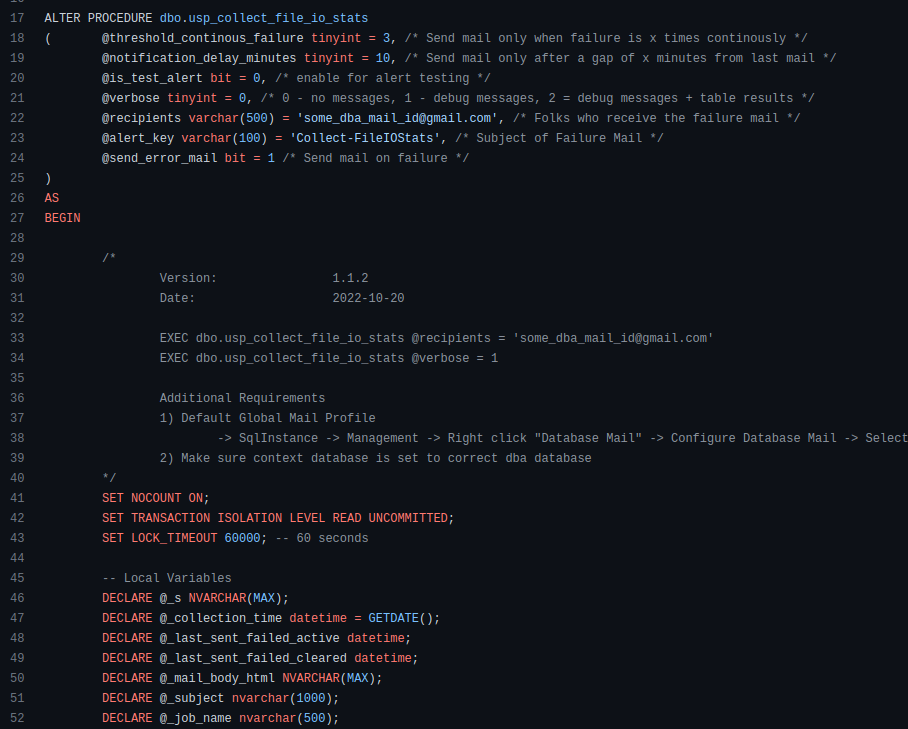 17 ALTER PROCEDURE dbo.usp_collect_file_io_stats
18 ( @threshold_continous_failure tinyint = 3, /* Send mail only when failure is x times continously */
19 @notification_delay_minutes tinyint = 10, /* Send mail only after a gap of x minutes from last mail */
20 @is_test_alert bit = 0, /* enable for alert testing */
21 @verbose tinyint = 0, /* 0 - no messages, 1 - debug messages, 2 = debug messages + table results */
22 @recipients varchar(500) = 'some_dba_mail_id@gmail.com', /* Folks who receive the failure mail */
23 @alert_key varchar(100) = 'Collect-FileIOStats', /* Subject of Failure Mail */
24 @send_error_mail bit = 1 /* Send mail on failure */
25 )
26 AS
27 BEGIN
28
29 /*
30 Version: 1.1.2
31 Date: 2022-10-20
32
33 EXEC dbo.usp_collect_file_io_stats @recipients = 'some_dba_mail_id@gmail.com'
34 EXEC dbo.usp_collect_file_io_stats @verbose = 1
35
36 Additional Requirements
37 1) Default Global Mail Profile
38 -> SqlInstance -> Management -> Right click "Database Mail" -> Configure Database Mail -> Select
39 2) Make sure context database is set to correct dba database
40 */
41 SET NOCOUNT ON;
42 SET TRANSACTION ISOLATION LEVEL READ UNCOMMITTED;
43 SET LOCK_TIMEOUT 60000; -- 60 seconds
44
45 -- Local Variables
46 DECLARE @_s NVARCHAR(MAX);
47 DECLARE @_collection_time datetime = GETDATE();
48 DECLARE @_last_sent_failed_active datetime;
49 DECLARE @_last_sent_failed_cleared datetime;
50 DECLARE @_mail_body_html NVARCHAR(MAX);
51 DECLARE @_subject nvarchar(1000);
52 DECLARE @_job_name nvarchar(500);